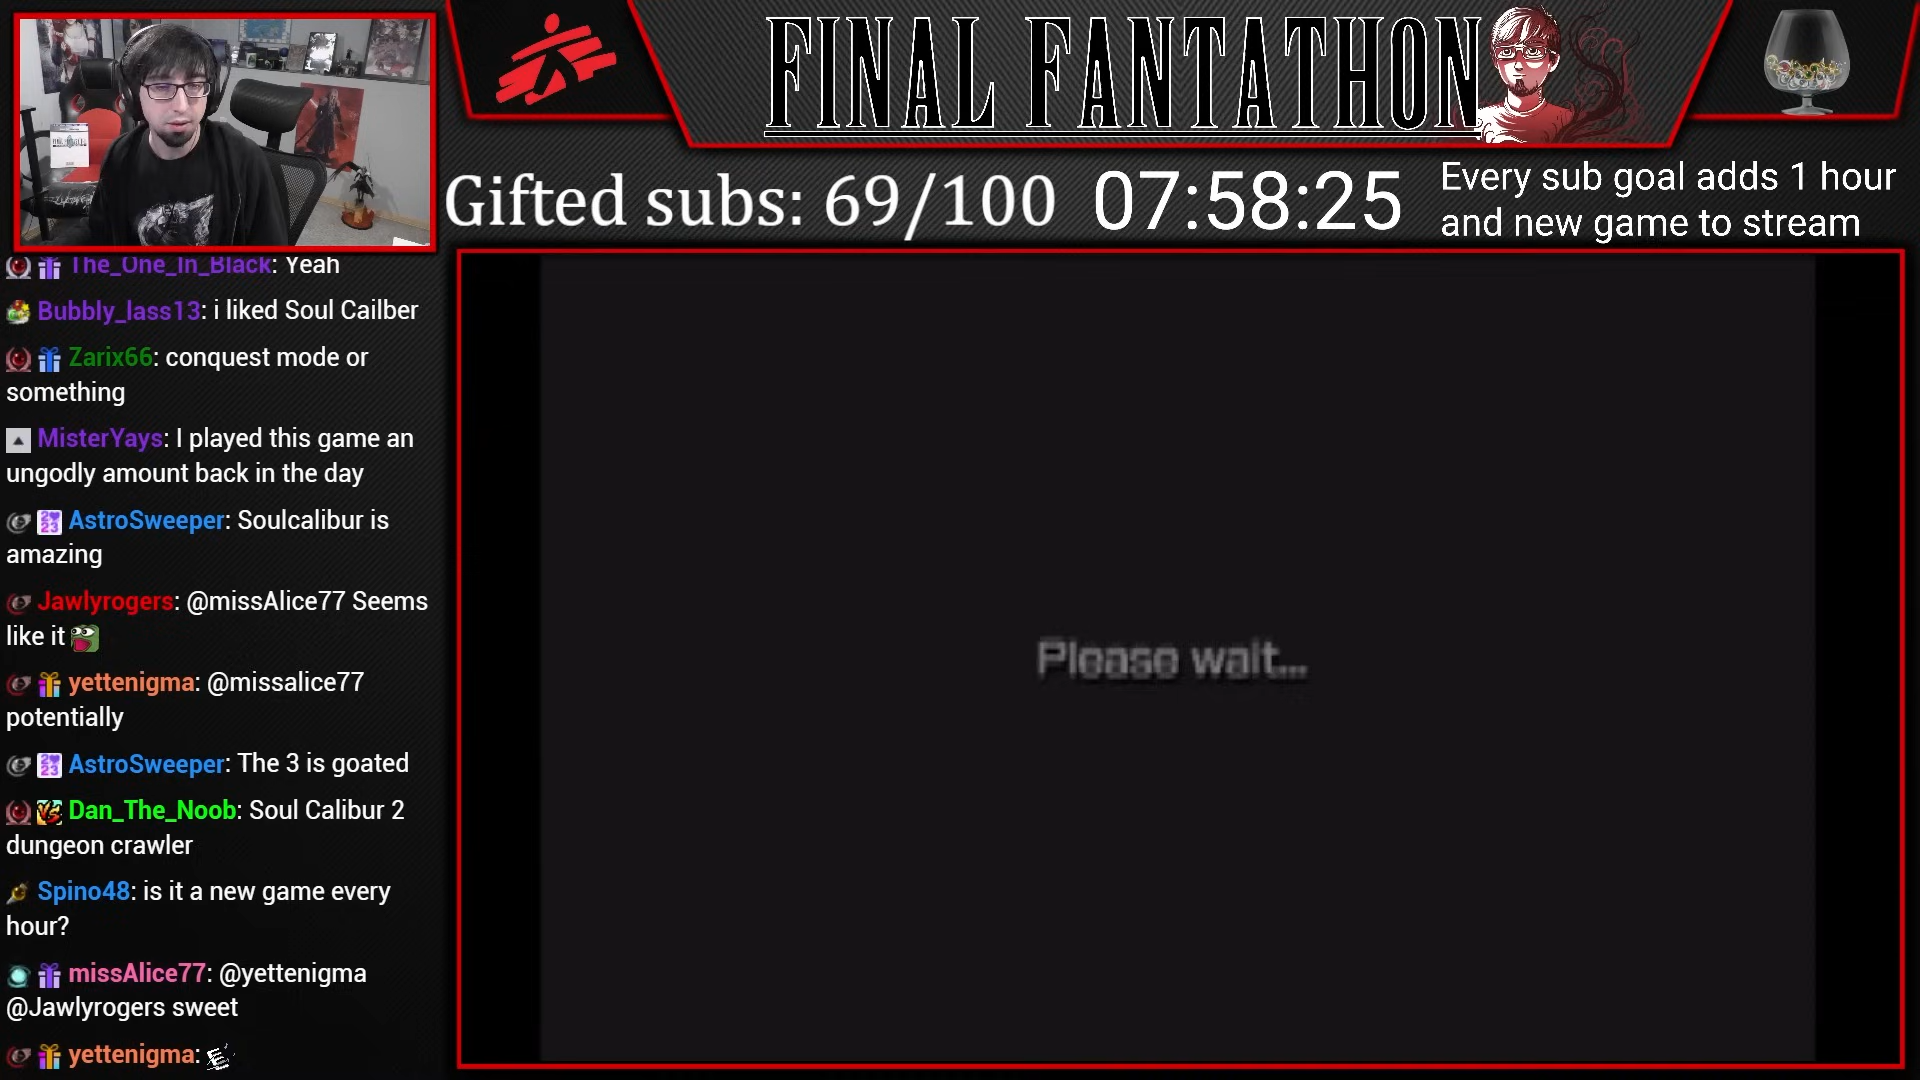 FINAL FANTATHON
Gifted subs: 69/100
07:58:25
Every sub goal adds 1 hour
and new game to stream
The_One_In_Black: Yeah
Bubbly_lass13: i liked Soul Cailber
Zarix66: conquest mode or
something
MisterYays: I played this game an
ungodly amount back in the day
AstroSweeper: Soulcalibur is
amazing
Jawlyrogers: @missAlice77 Seems
like it
yettenigma: @missalice77
potentially
AstroSweeper: The 3 is goated
Dan_The_Noob: Soul Calibur 2
dungeon crawler
Spino48: is it a new game every
hour?
missAlice77: @yettenigma
@Jawlyrogers sweet
yettenigma:
Please wait...